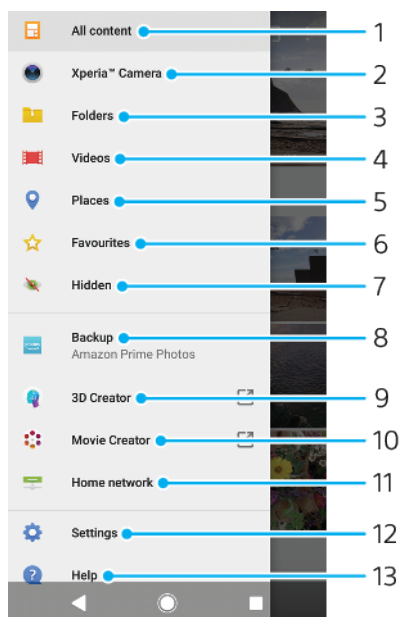 All content 1
Xperia™ Camera 2
Folders 3
Videos 4
Places 5
Favourites 6
Hidden 7
Backup 8
Amazon Prime Photos
3D Creator 9
Movie Creator 10
Home network 11
Settings 12
? Help 13